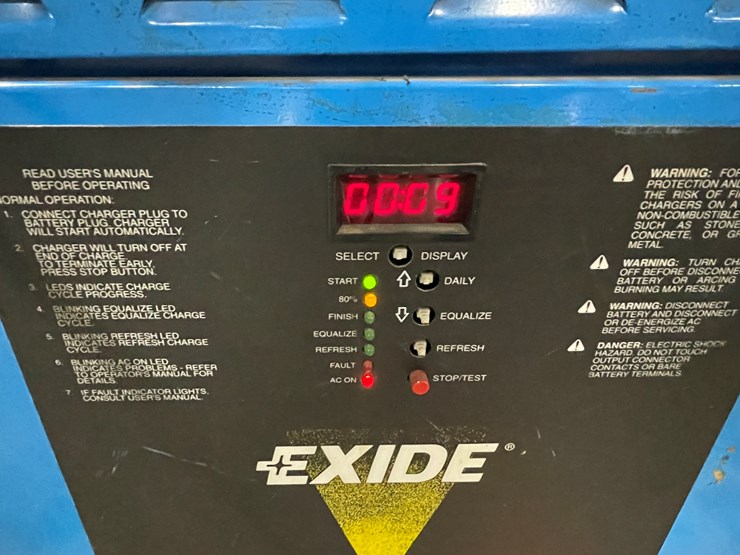 READ USER'S MANUAL
BEFORE OPERATING
ORMAL OPERATION:
1. CONNECT CHARGER PLUG TO
BATTERY PLUG. CHARGER
WILL START AUTOMATICALLY.
2. CHARGER WILL TURN OFF AT
END OF CHARGE.
TO TERMINATE EARLY,
PRESS STOP BUTTON.
3. LEDS INDICATE CHARGE
CYCLE PROGRESS.
4. BLINKING EQUALIZE LED
INDICATES EQUALIZE CHARGE
CYCLE.
5. BLINKING REFRESH LED
INDICATES REFRESH CHARGE
CYCLE.
6. BLINKING AC ON LED
INDICATES PROBLEMS - REFER
TO OPERATOR'S MANUAL FOR
DETAILS.
7. IF FAULT INDICATOR LIGHTS,
CONSULT USER'S MANUAL.
00:09
SELECT DISPLAY
START DAILY
80%
FINISH EQUALIZE
EQUALIZE
REFRESH REFRESH
FAULT
AC ON STOP/TEST
EXIDE®
WARNING: FOR
PROTECTION AND
THE RISK OF FI
CHARGERS ON A
NON-COMBUSTIBLE
SUCH AS STONE
CONCRETE, OR GR
METAL.
WARNING: TURN CH
OFF BEFORE DISCONNE
BATTERY OR ARCING
BURNING MAY RESULT
WARNING: DISCONNECT
BATTERY AND DISCONNECT
OR DE-ENERGIZE AC
BEFORE SERVICING.
DANGER: ELECTRIC SHOCK
HAZARD. DO NOT TOUCH
OUTPUT CONNECTOR
CONTACTS OR BARE
BATTERY TERMINALS